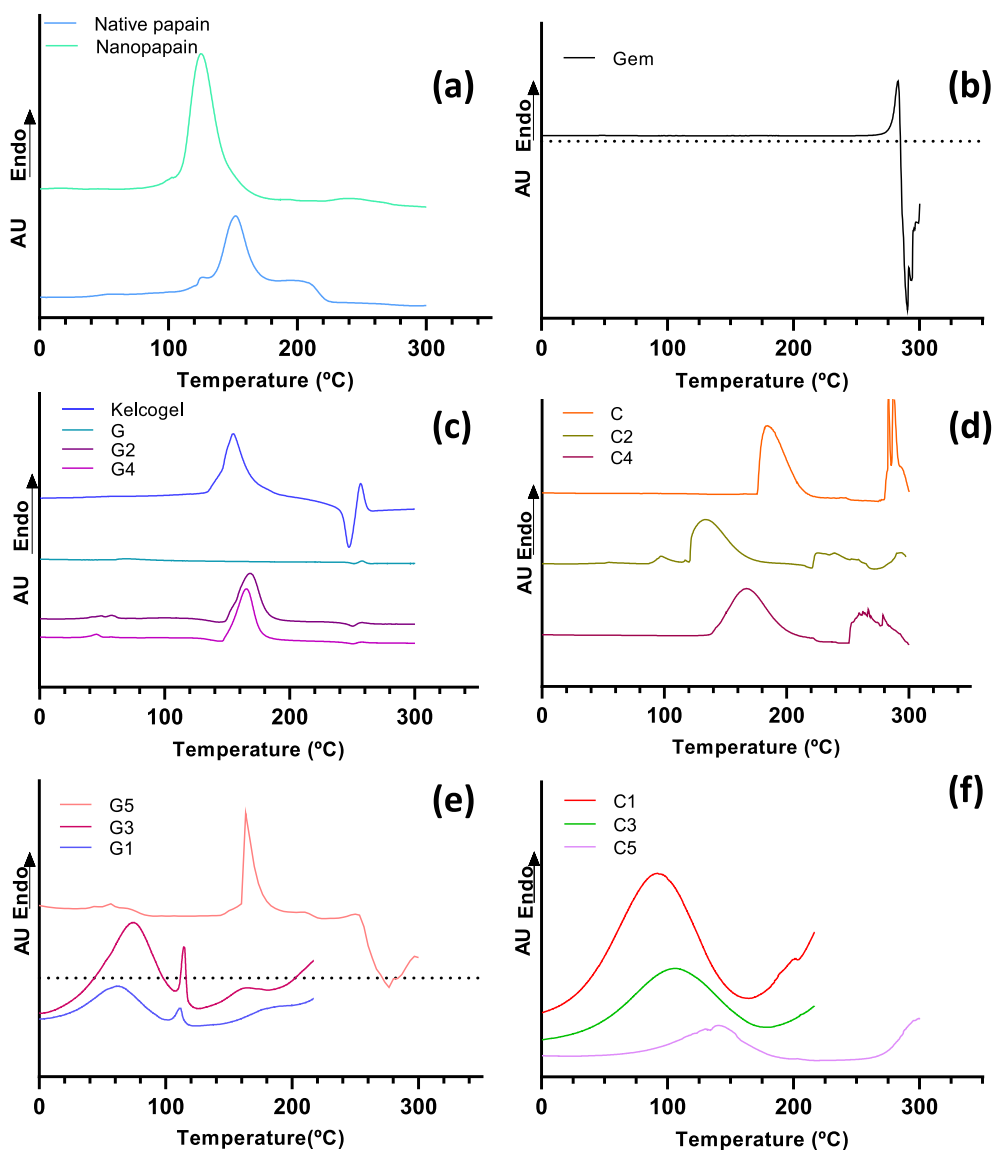 Native papain
Nanopapain
(a)
AU
Endo
0 100 200 300
Temperature (ºC)
Gem
(b)
AU
Endo
0 100 200 300
Temperature (ºC)
Kelcogel
G
G2
G4
(c)
AU
Endo
0 100 200 300
Temperature (ºC)
C
C2
C4
(d)
AU Endo
0 100 200 300
Temperature (ºC)
G5
G3
G1
(e)
AU Endo
0 100 200 300
Temperature(ºC)
C1
C3
C5
(f)
AU Endo
0 100 200 300
Temperature (ºC)